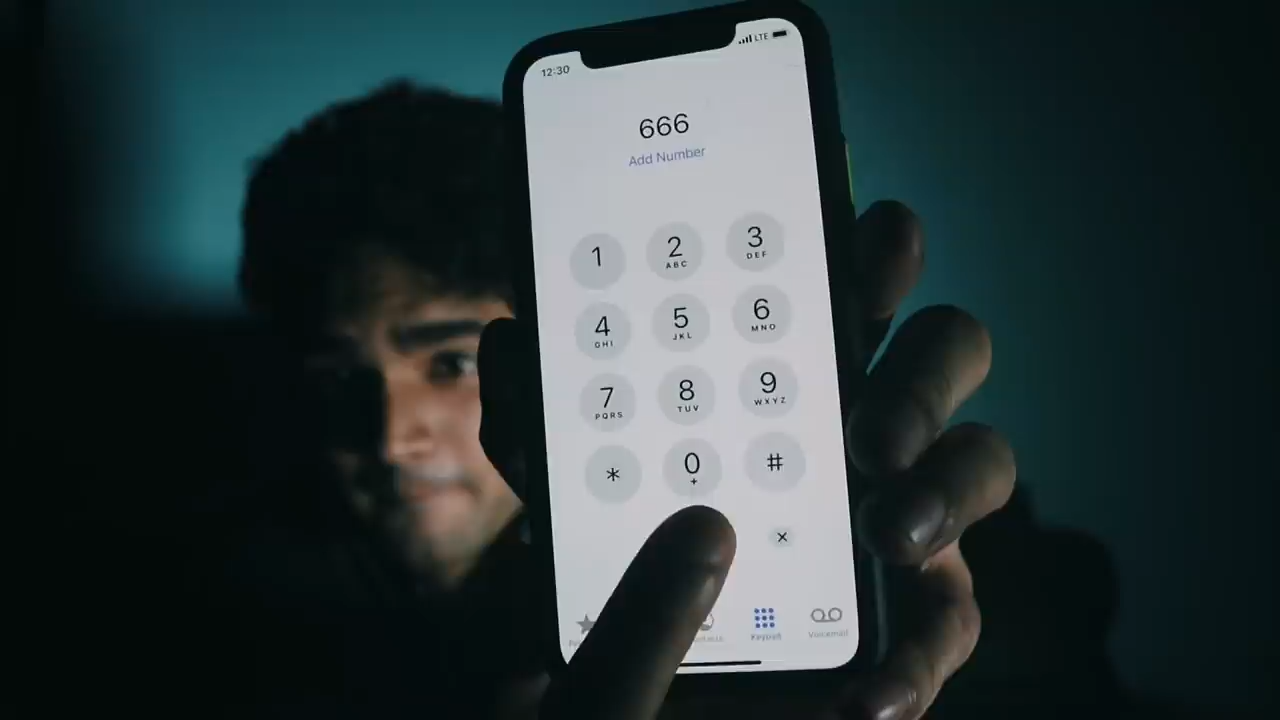 12:30
LTE
666
Add Number
1
2
ABC
3
DEF
4
GHI
5
JKL
6
MNO
7
PQRS
8
TUV
9
WXYZ
*
0
+
#
×
Keypad
Voicemail